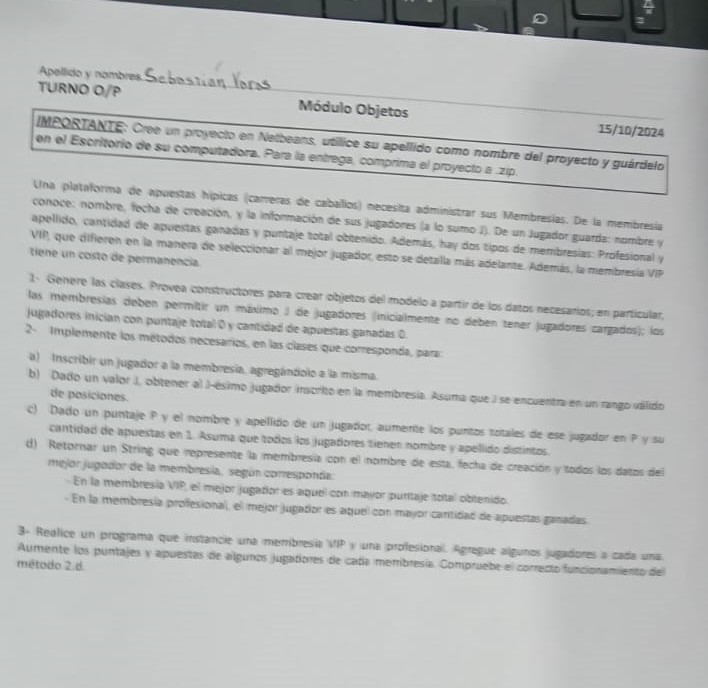 Apellido y nombres Sebastian
TURNO O/P
Módulo Objetos
15/10/2024
IMPORTANTE: Cree un proyecto en Netbeans, utilice su apellido como nombre del proyecto y guárdelo
en el Escritorio de su computadora. Para la entrega, comprima el proyecto a .zip.
Una plataforma de apuestas hípicas (carreras de caballos) necesita administrar sus Membresías. De la membresía
conoce: nombre, fecha de creación, y la información de sus jugadores (a lo sumo J). De un Jugador guarda: nombre y
apellido, cantidad de apuestas ganadas y puntaje total obtenido. Además, hay dos tipos de membresías: Profesional y
VIP, que difieren en la manera de seleccionar al mejor jugador, esto se detalla más adelante. Además, la membresía VIP
tiene un costo de permanencia.
1- Genere las clases. Provea constructores para crear objetos del modelo a partir de los datos necesarios; en particular,
las membresías deben permitir un máximo J de jugadores (inicialmente no deben tener jugadores cargados); los
jugadores inician con puntaje total 0 y cantidad de apuestas ganadas 0.
2- Implemente los métodos necesarios, en las clases que corresponda, para:
a) Inscribir un jugador a la membresía, agregándolo a la misma.
b) Dado un valor J, obtener al J-ésimo jugador inscrito en la membresía. Asuma que J se encuentra en un rango válido
de posiciones.
c) Dado un puntaje P y el nombre y apellido de un jugador, aumente los puntos totales de ese jugador en P y su
cantidad de apuestas en 1. Asuma que todos los jugadores tienen nombre y apellido distintos.
d) Retornar un String que represente la membresía con el nombre de esta, fecha de creación y todos los datos del
mejor jugador de la membresía, según corresponda:
- En la membresía VIP, el mejor jugador es aquel con mayor puntaje total obtenido.
- En la membresía profesional, el mejor jugador es aquel con mayor cantidad de apuestas ganadas.
3- Realice un programa que instancie una membresía VIP y una profesional. Agregue algunos jugadores a cada una.
Aumente los puntajes y apuestas de algunos jugadores de cada membresía. Compruebe el correcto funcionamiento del
método 2.d.